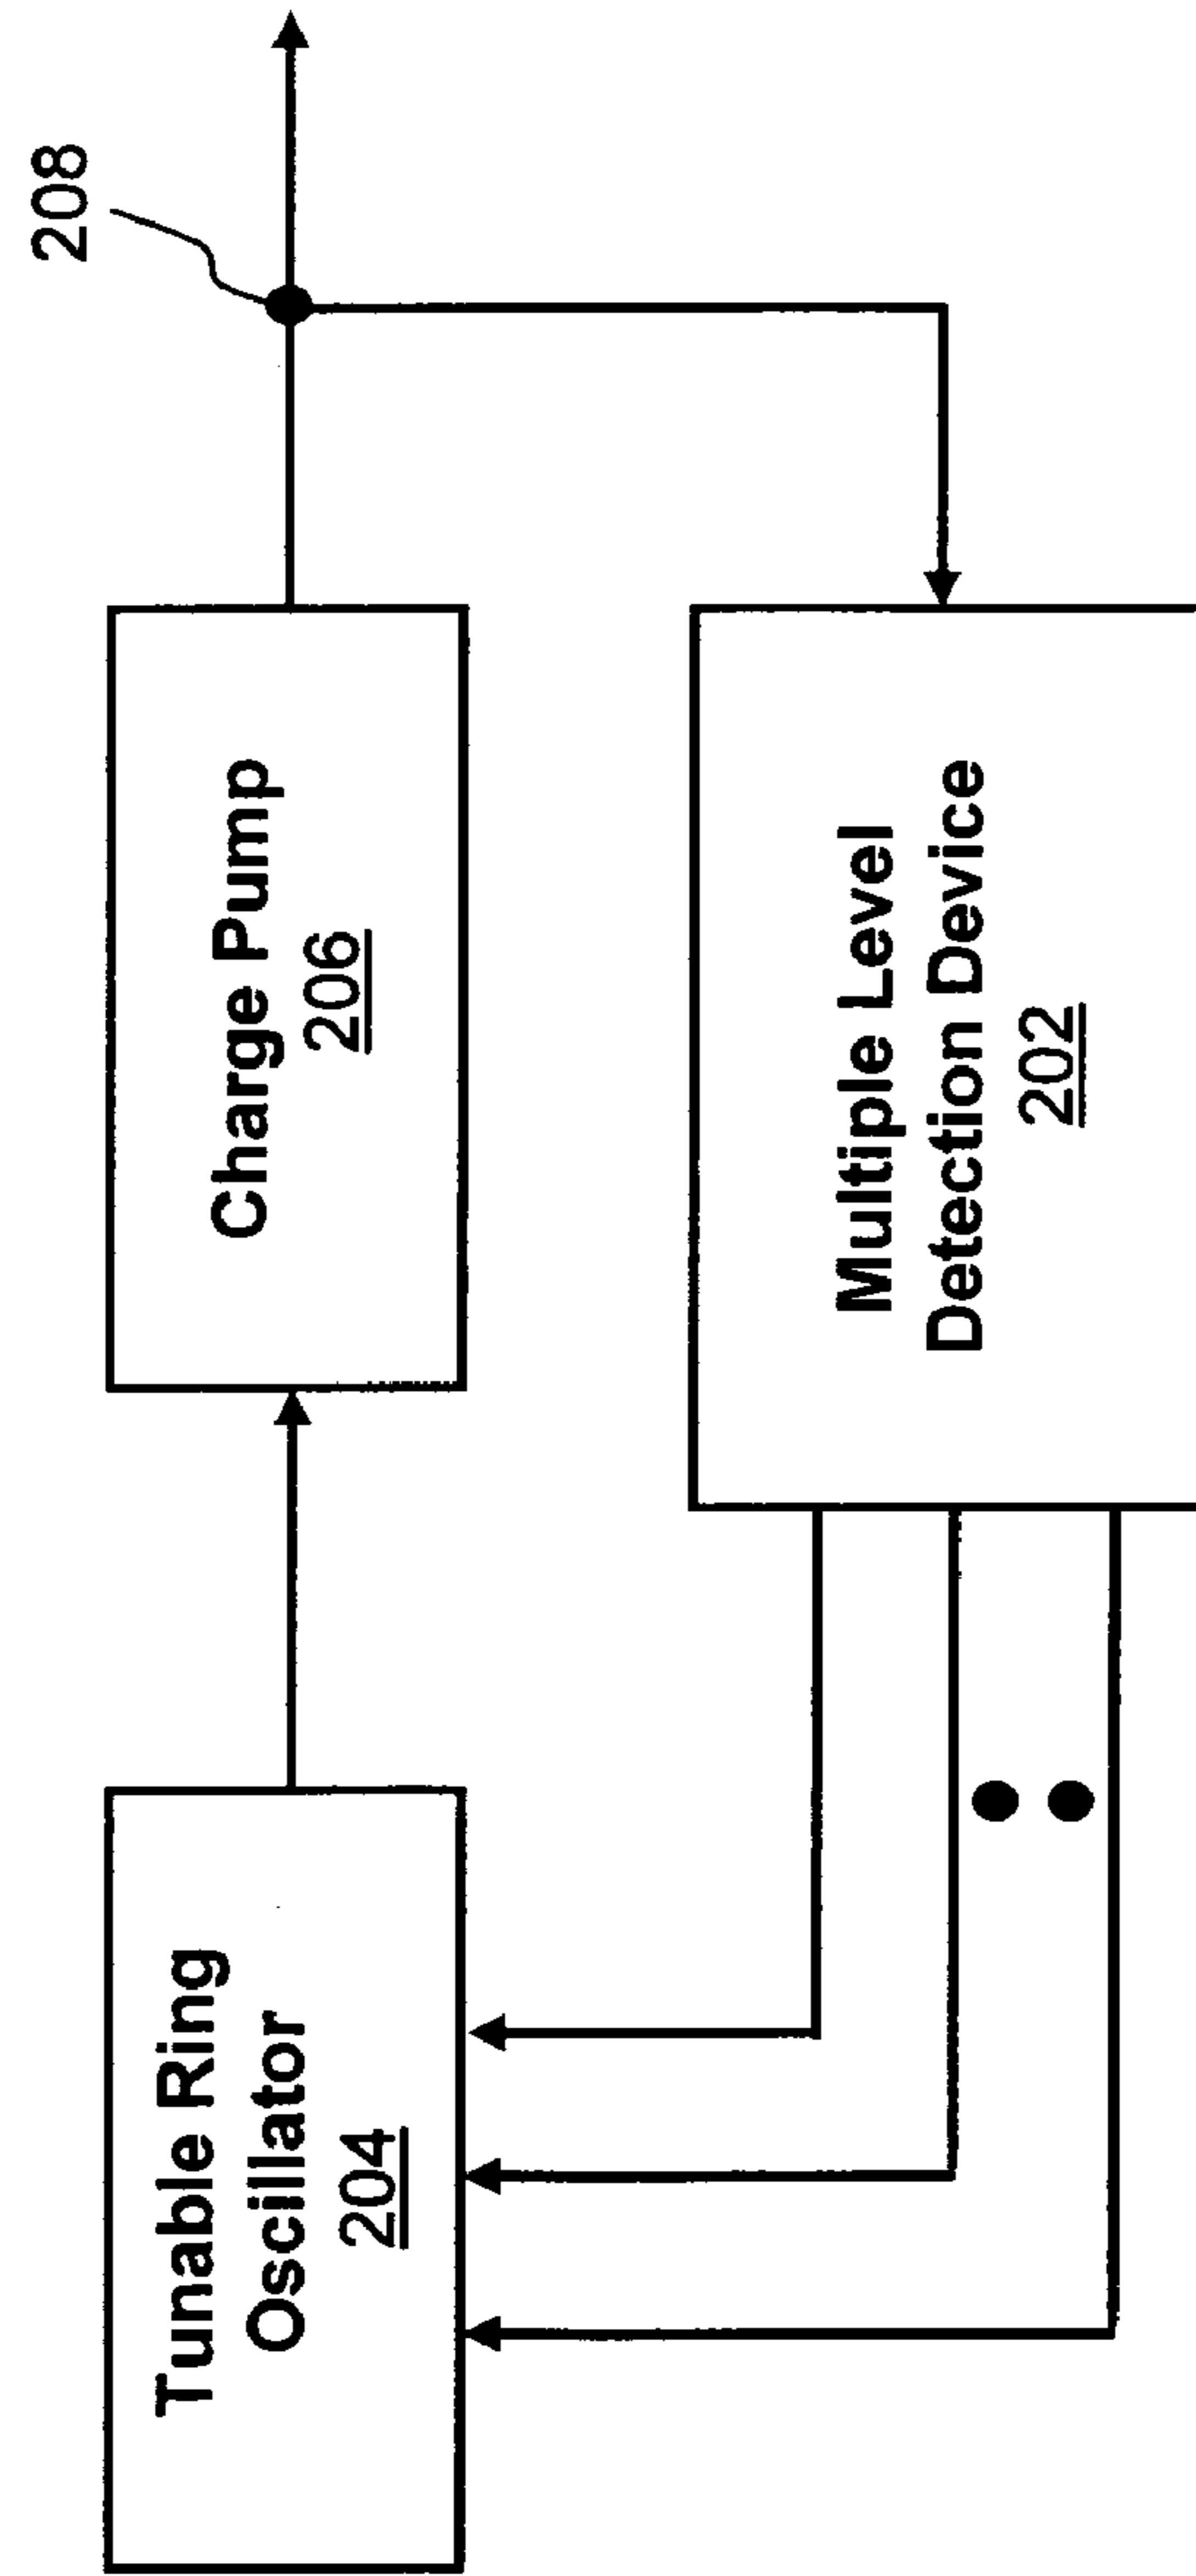 Tunable Ring
Oscillator
204
Charge Pump
206
208
Multiple Level
Detection Device
202